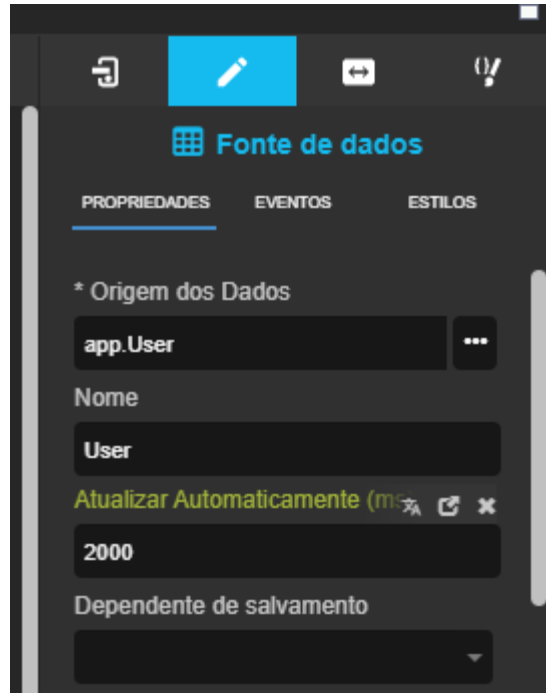 Fonte de dados
PROPRIEDADES EVENTOS ESTILOS
* Origem dos Dados
app.User
Nome
User
Atualizar Automaticamente (ms
2000
Dependente de salvamento